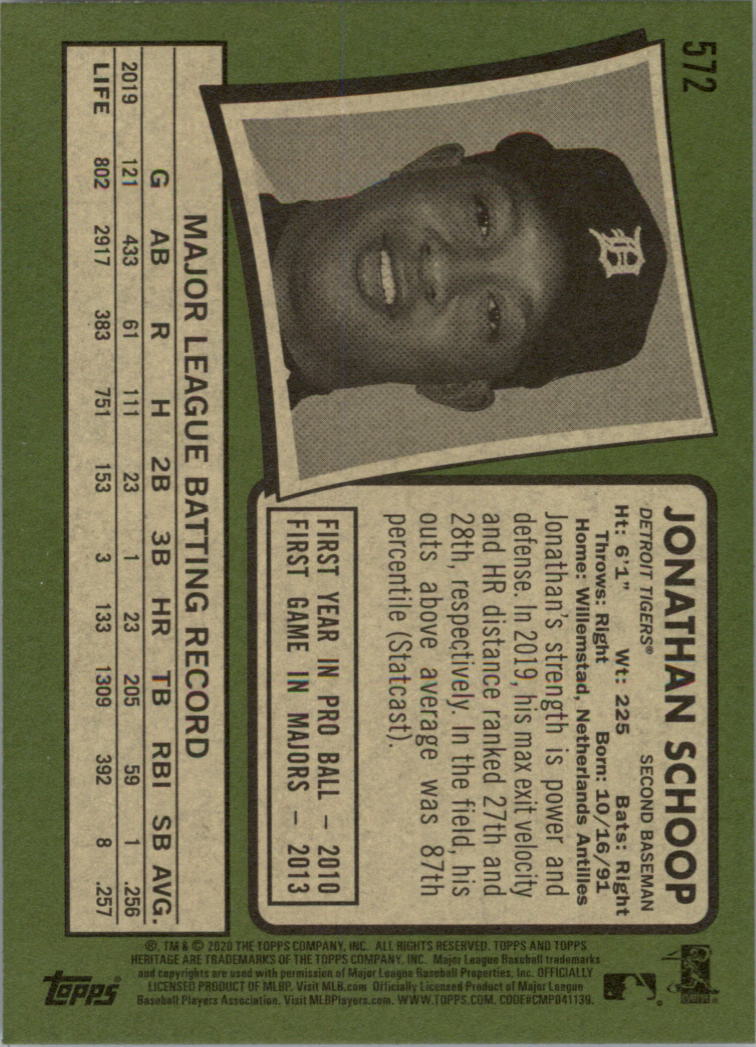 572
JONATHAN SCHOOP
DETROIT TIGERS® SECOND BASEMAN
Ht: 6'1" Wt: 225 Bats: Right
Throws: Right Born: 10/16/91
Home: Willemstad, Netherlands Antilles
Jonathan's strength is power and
defense. In 2019, his max exit velocity
and HR distance ranked 27th and
28th, respectively. In the field, his
outs above average was 87th
percentile (Statcast).
FIRST YEAR IN PRO BALL – 2010
FIRST GAME IN MAJORS – 2013
MAJOR LEAGUE BATTING RECORD
G AB R H 2B 3B HR TB RBI SB AVG.
2019 121 433 61 111 23 1 23 205 59 1 .256
LIFE 802 2917 383 751 153 3 133 1309 392 8 .257
®, TM & © 2020 THE TOPPS COMPANY, INC. ALL RIGHTS RESERVED. TOPPS AND TOPPS
HERITAGE ARE TRADEMARKS OF THE TOPPS COMPANY, INC. Major League Baseball trademarks
and copyrights are used with permission of Major League Baseball Properties, Inc. OFFICIALLY
LICENSED PRODUCT OF MLBP. Visit MLB.com Officially Licensed Product of Major League
Baseball Players Association. Visit MLBPlayers.com. WWW.TOPPS.COM. CODE#CMP041139.
topps®